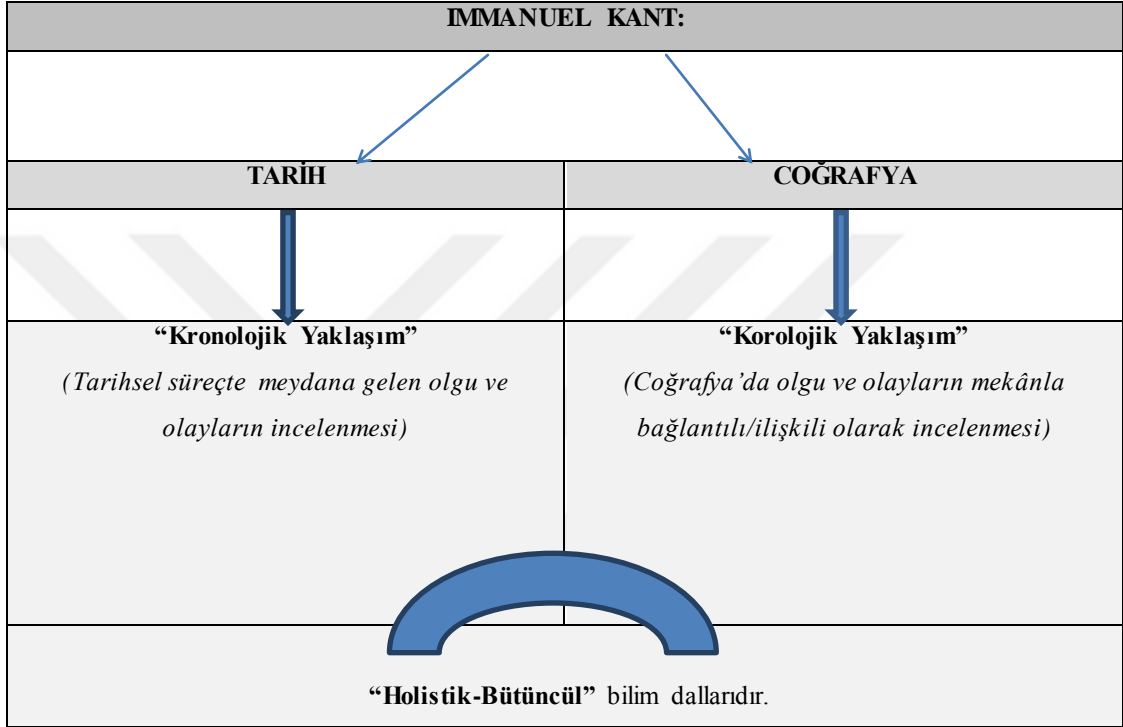 IMMANUEL KANT:
TARİH
COĞRAFYA
“Kronolojik Yaklaşım”
(Tarihsel süreçte meydana gelen olgu ve
olayların incelenmesi)
“Korolojik Yaklaşım”
(Coğrafya’da olgu ve olayların mekânla
bağlantılı/ilişkili olarak incelenmesi)
“Holistik-Bütüncül” bilim dallarıdır.